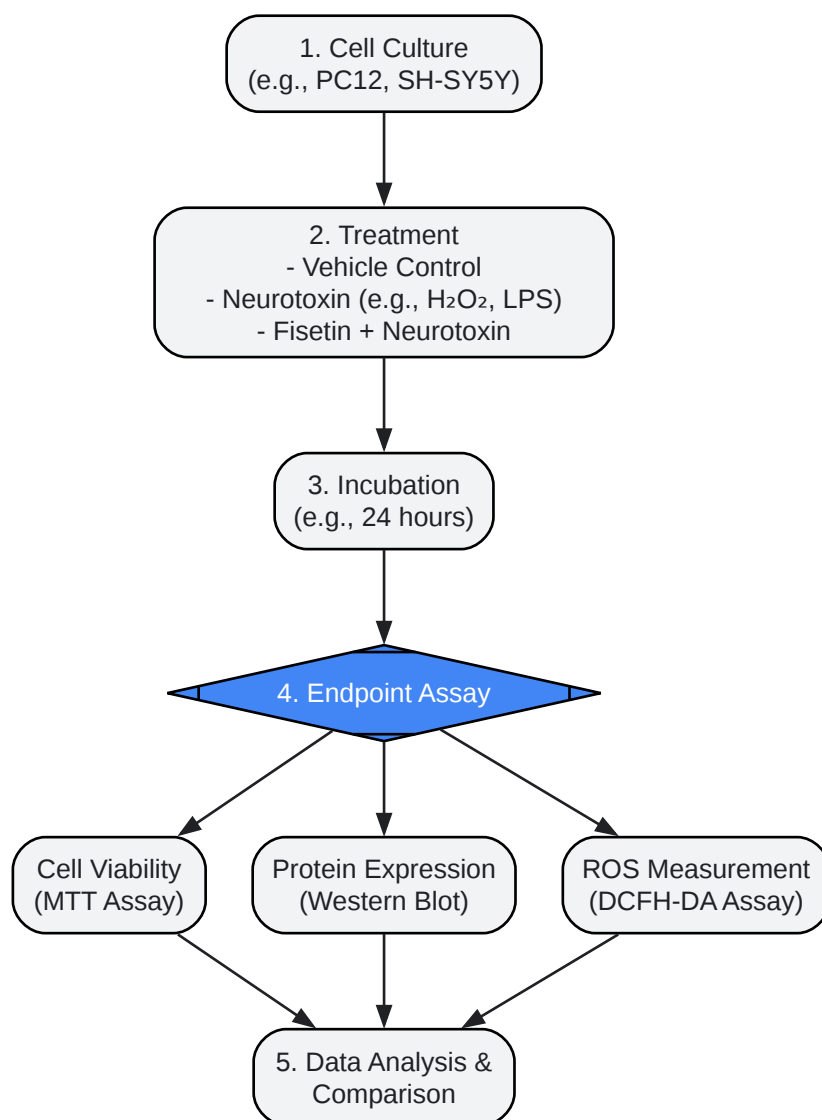 1. Cell Culture
(e.g., PC12, SH-SY5Y)
2. Treatment
- Vehicle Control
- Neurotoxin (e.g., H₂O₂, LPS)
- Fisetin + Neurotoxin
3. Incubation
(e.g., 24 hours)
4. Endpoint Assay
Cell Viability
(MTT Assay)
Protein Expression
(Western Blot)
ROS Measurement
(DCFH-DA Assay)
5. Data Analysis &
Comparison